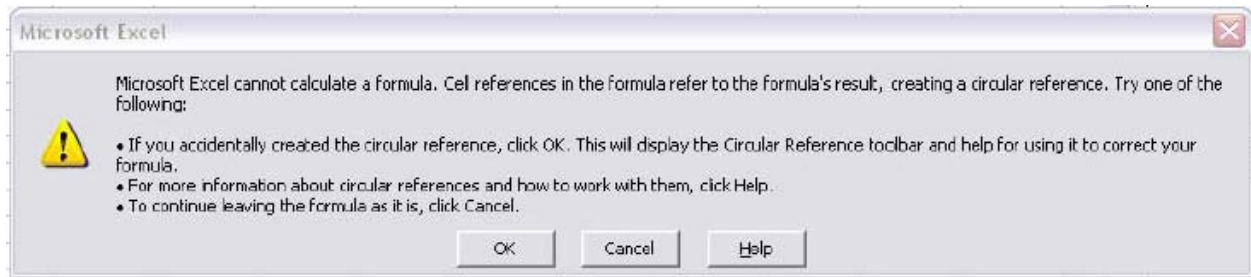 Microsoft Excel
Microsoft Excel cannot calculate a formula. Cell references in the formula refer to the formula's result, creating a circular reference. Try one of the
following:
• If you accidentally created the circular reference, click OK. This will display the Circular Reference toolbar and help for using it to correct your
formula.
• For more information about circular references and how to work with them, click Help.
• To continue leaving the formula as it is, click Cancel.
OK Cancel Help